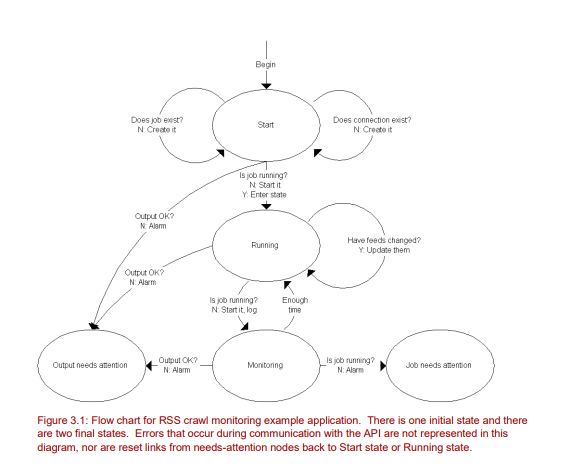 Begin
Does job exist?
N: Create it
Start
Does connection exist?
N: Create it
Is job running?
N: Start it
Y: Enter state
Output OK?
N: Alarm
Running
Have feeds changed?
Y: Update them
Output OK?
N: Alarm
Is job running?
N: Start it, log
Enough
time
Output needs attention
Output OK?
N: Alarm
Monitoring
Is job running?
N: Alarm
Job needs attention
Figure 3.1: Flow chart for RSS crawl monitoring example application.  There is one initial state and there
are two final states.  Errors that occur during communication with the API are not represented in this
diagram, nor are reset links from needs-attention nodes back to Start state or Running state.